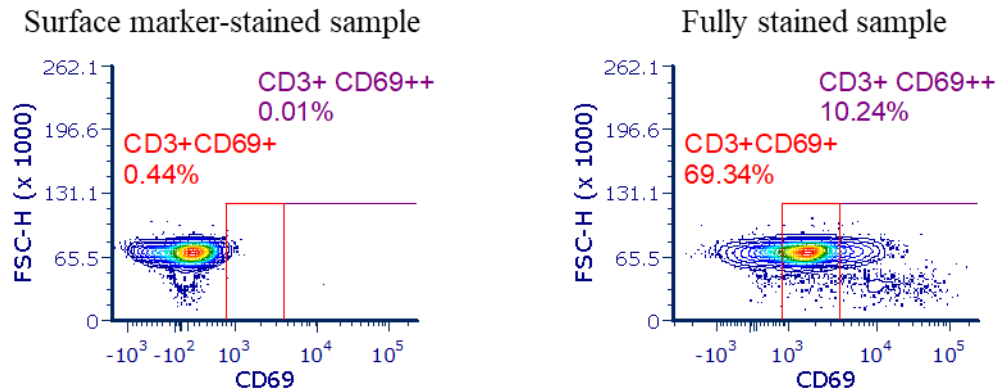 Surface marker-stained sample
262.1
196.6
131.1
65.5
0
FSC-H (x 1000)
CD3+ CD69++
0.01%
CD3+CD69+
0.44%
-10³ -10² 10³ 10⁴ 10⁵
CD69
Fully stained sample
262.1
196.6
131.1
65.5
0
FSC-H (x 1000)
CD3+ CD69++
10.24%
CD3+CD69+
69.34%
-10³ 10³ 10⁴ 10⁵
CD69